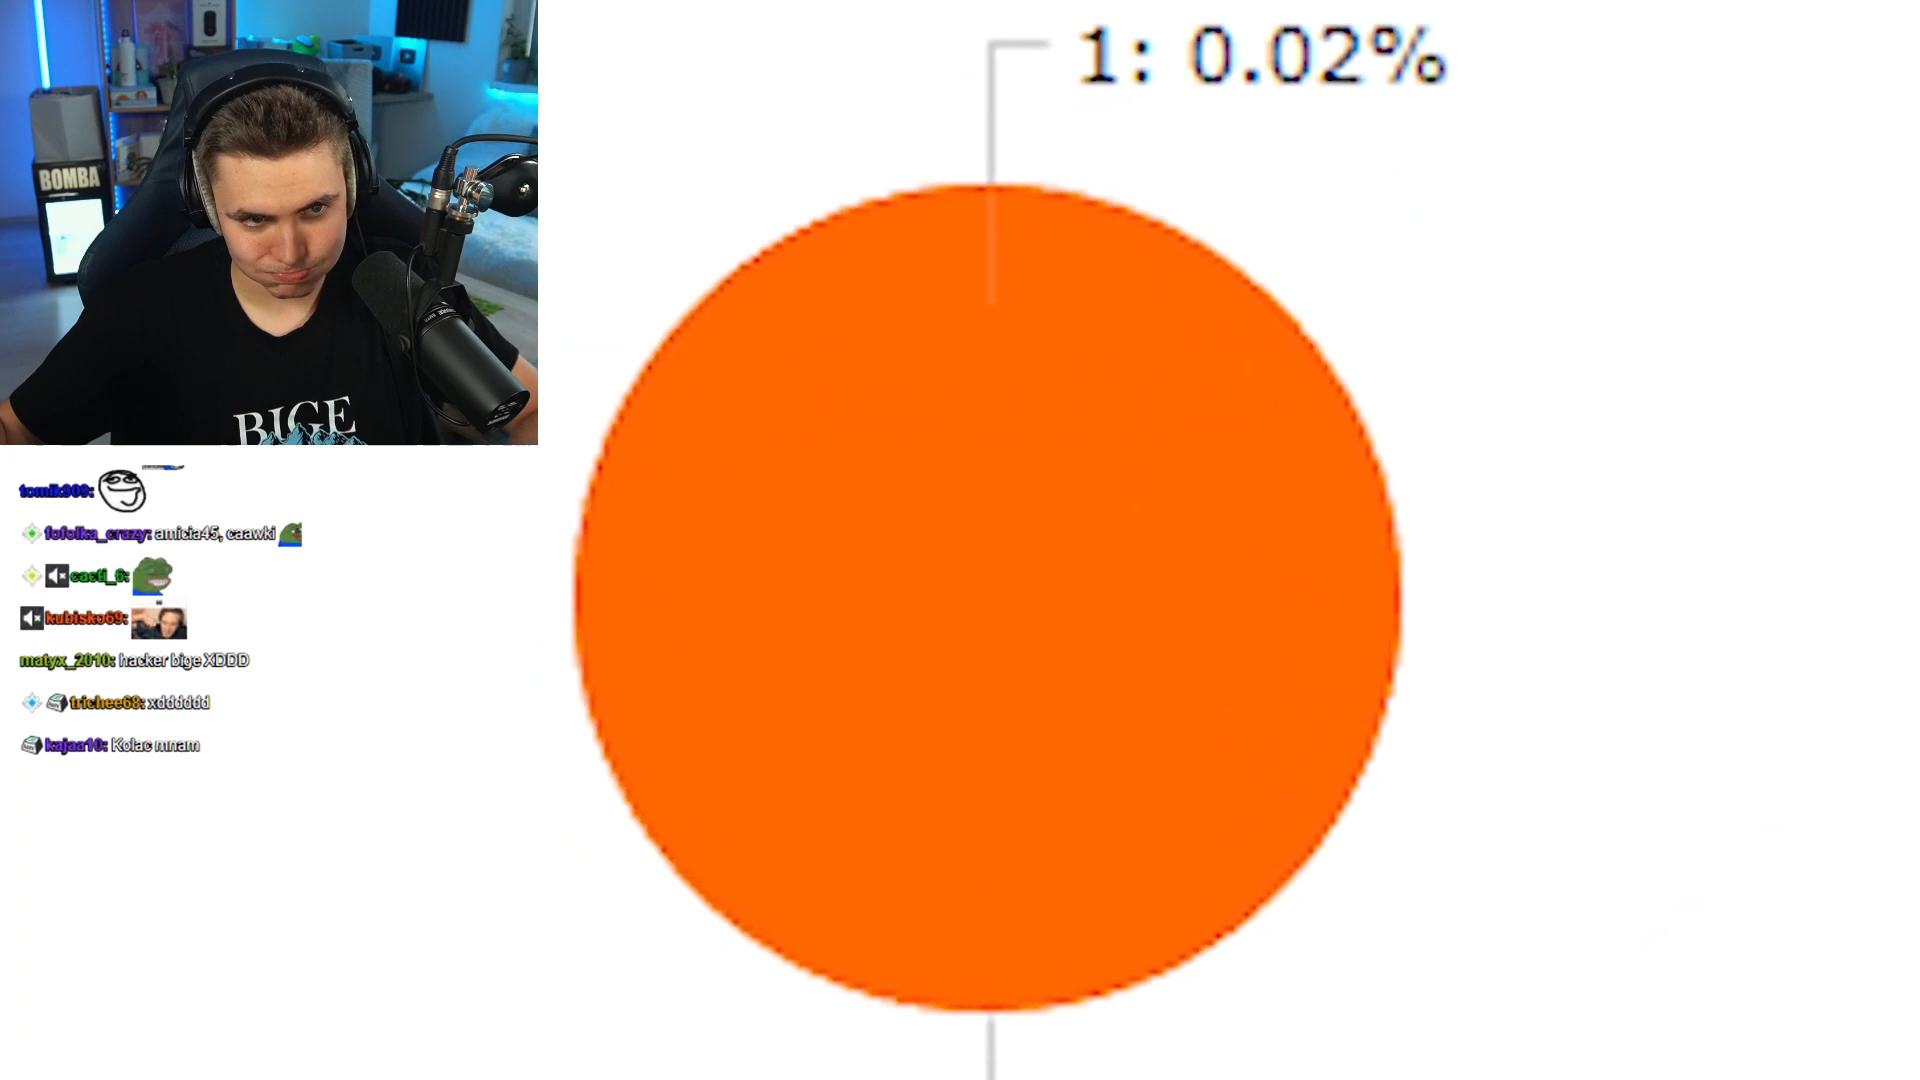 1: 0.02%
BOMBA
BIGE
tomik909:
fofolka_crazy: amicia45, caawki
cacti_6:
kubisko69:
matyx_2010: hacker bige XDDD
trichee68: xdddddd
kajaa10: Kolac mnam